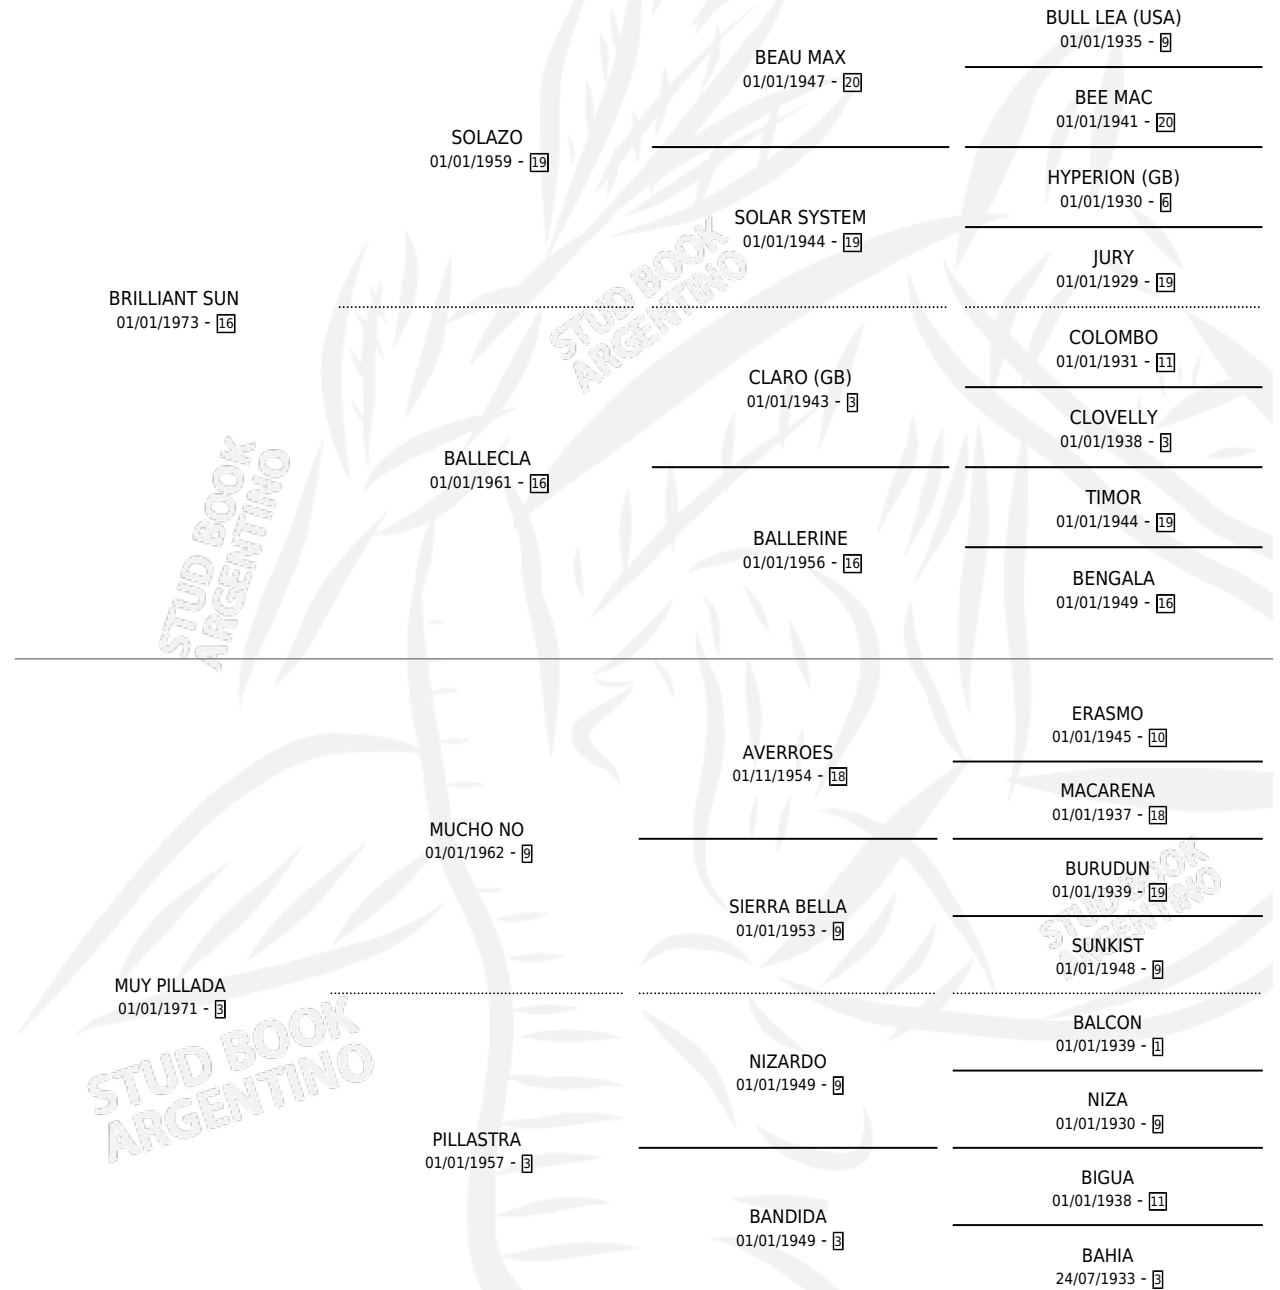 BULL LEA (USA)
01/01/1935 - 9
BEAU MAX
01/01/1947 - 20
BEE MAC
01/01/1941 - 20
SOLAZO
01/01/1959 - 19
HYPERION (GB)
01/01/1930 - 6
SOLAR SYSTEM
01/01/1944 - 19
JURY
01/01/1929 - 19
BRILLIANT SUN
01/01/1973 - 16
STUD BOOK
ARGENTINO
COLOMBO
01/01/1931 - 11
CLARO (GB)
01/01/1943 - 3
CLOVELLY
01/01/1938 - 3
BALLECLA
01/01/1961 - 16
TIMOR
01/01/1944 - 19
BALLERINE
01/01/1956 - 16
BENGALA
01/01/1949 - 16
STUD BOOK
ARGENTINO
ERASMO
01/01/1945 - 10
AVERROES
01/11/1954 - 18
MACARENA
01/01/1937 - 18
MUCHO NO
01/01/1962 - 9
BURUDUN
01/01/1939 - 19
SIERRA BELLA
01/01/1953 - 9
STUD BOOK
ARGENTINO
SUNKIST
01/01/1948 - 9
MUY PILLADA
01/01/1971 - 3
BALCON
01/01/1939 - 1
NIZARDO
01/01/1949 - 9
STUD BOOK
ARGENTINO
NIZA
01/01/1930 - 9
PILLASTRA
01/01/1957 - 3
BIGUA
01/01/1938 - 11
BANDIDA
01/01/1949 - 3
BAHIA
24/07/1933 - 3